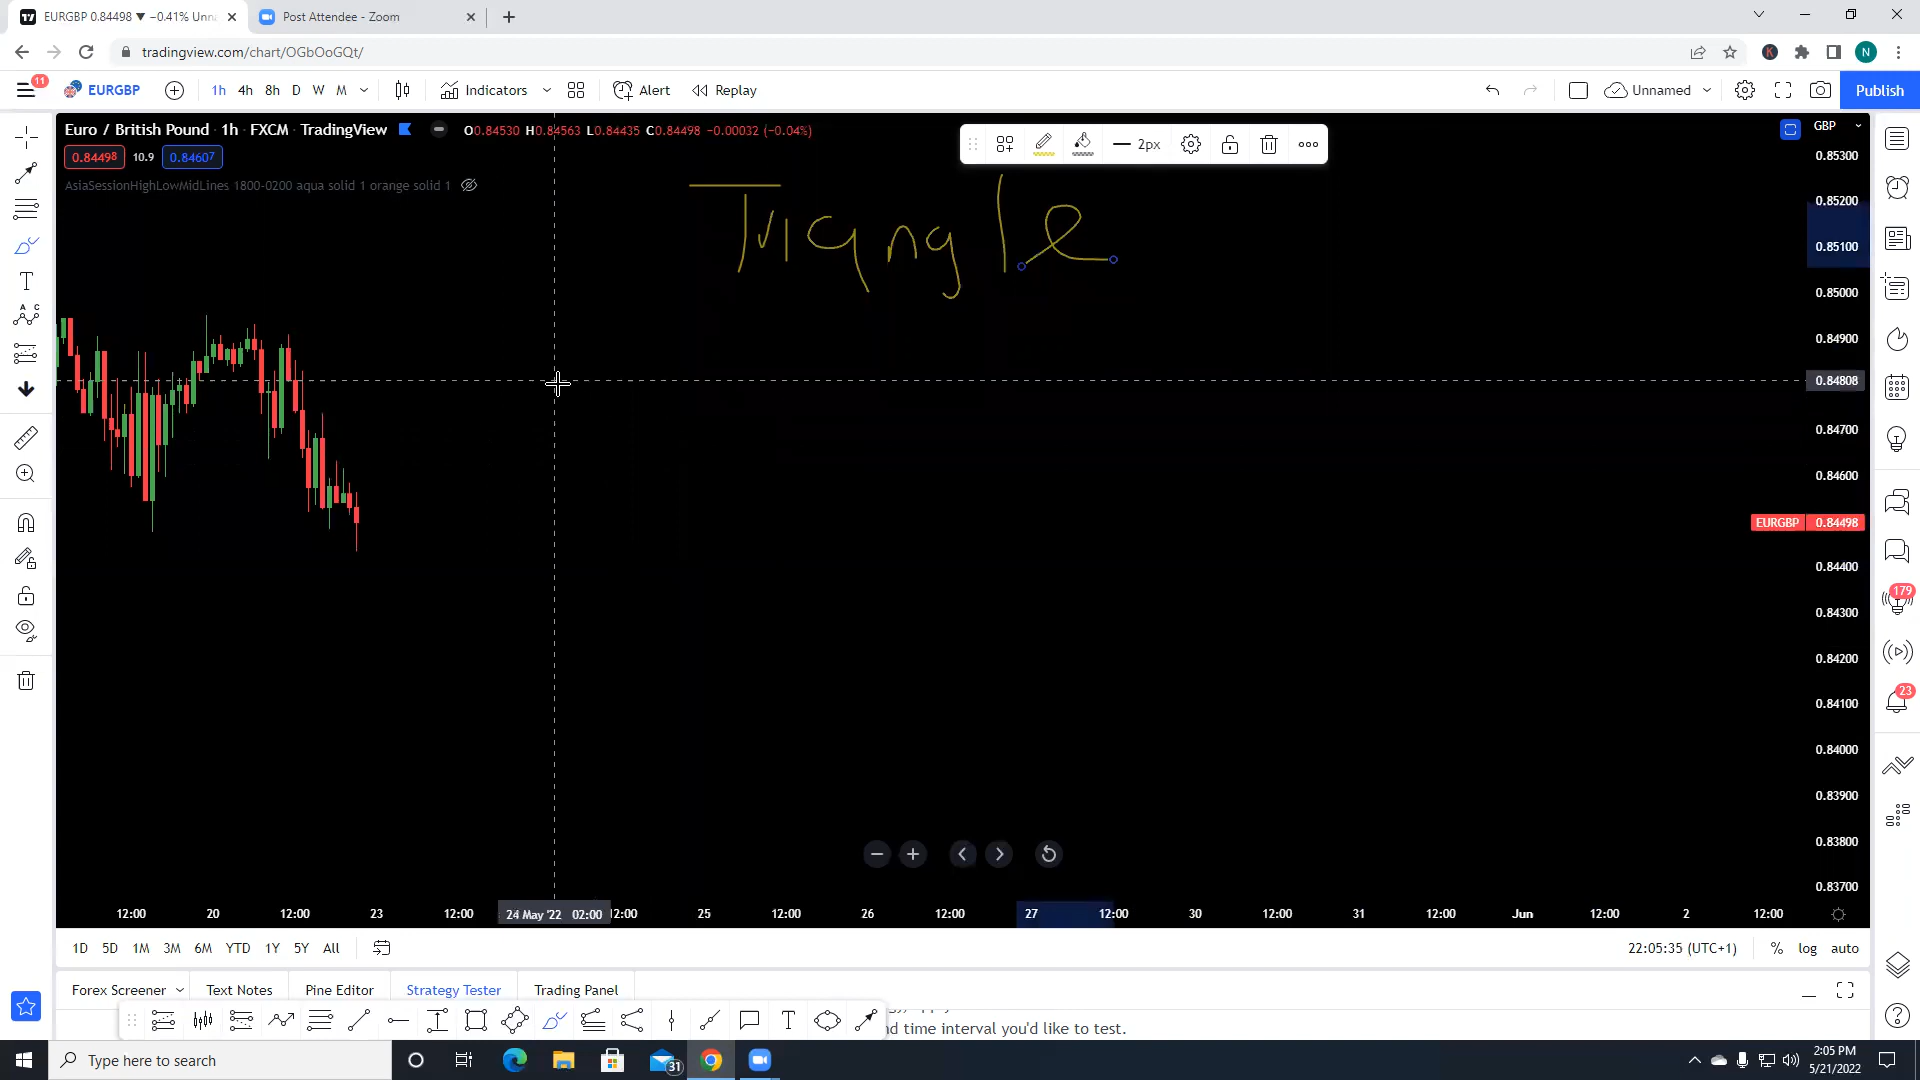 EURGBP 0.84498 ▼ −0.41% Unna
Post Attendee - Zoom
tradingview.com/chart/OGbOoGQt/
N
11
EURGBP
1h 4h 8h D W M
Indicators
Alert
Replay
Unnamed
Publish
Euro / British Pound · 1h · FXCM · TradingView
O0.84530 H0.84563 L0.84435 C0.84498 −0.00032 (−0.04%)
0.84498 10.9 0.84607
AsiaSessionHighLowMidLines 1800-0200 aqua solid 1 orange solid 1
2px
GBP
Triangle
0.85300
0.85200
0.85100
0.85000
0.84900
0.84808
0.84700
0.84600
EURGBP 0.84498
0.84400
0.84300
0.84200
0.84100
0.84000
0.83900
0.83800
0.83700
179
23
12:00 20 12:00 23 12:00 24 May '22 02:00 12:00 25 12:00 26 12:00 27 12:00 30 12:00 31 12:00 Jun 12:00 2 12:00
1D 5D 1M 3M 6M YTD 1Y 5Y All
22:05:35 (UTC+1) % log auto
Forex Screener Text Notes Pine Editor Strategy Tester Trading Panel
nd time interval you'd like to test.
Type here to search
31
2:05 PM
5/21/2022